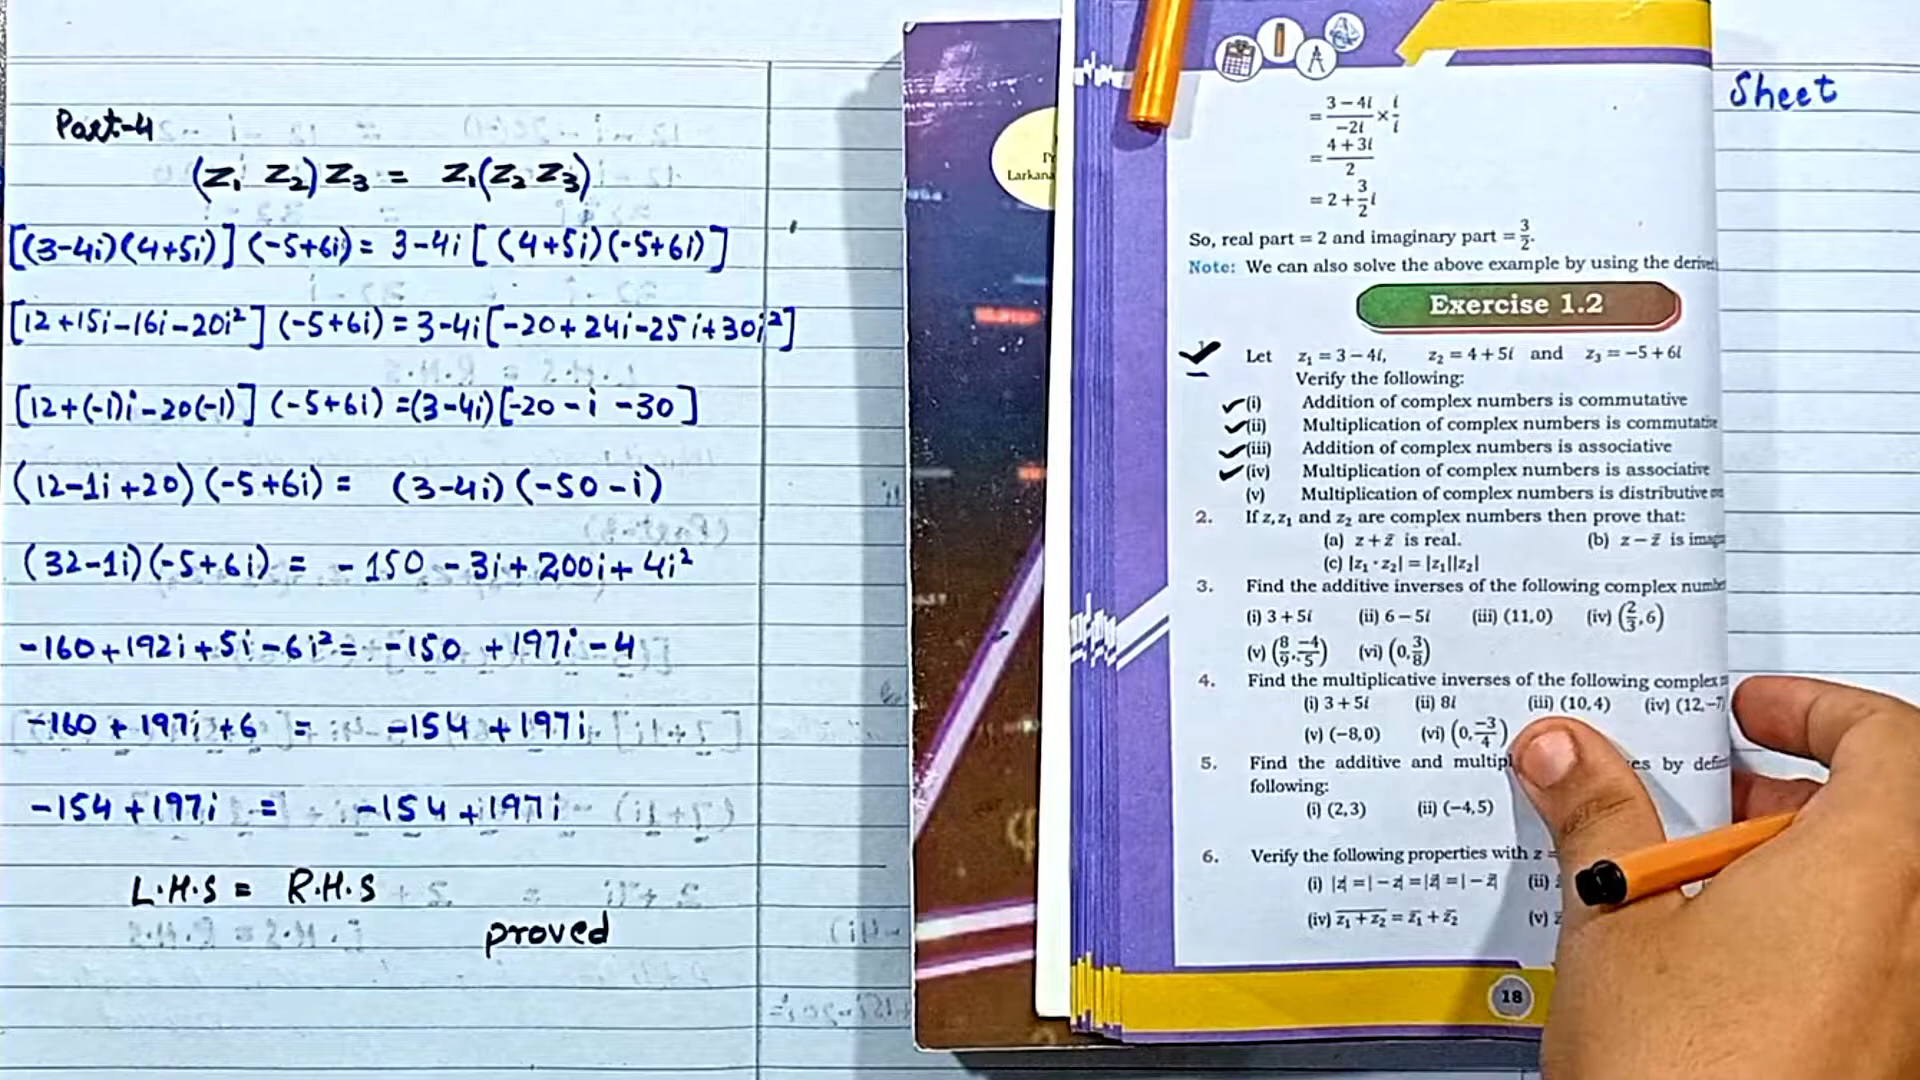 Part-4
(Z₁ Z₂) Z₃ = Z₁(Z₂ Z₃)
[(3-4i)(4+5i)] (-5+6i) = 3-4i [(4+5i)(-5+6i)]
[12+15i-16i-20i²] (-5+6i) = 3-4i [-20+24i-25i+30i²]
[12+(-1)i-20(-1)] (-5+6i) =(3-4i) [-20-i-30]
(12-1i+20) (-5+6i) = (3-4i) (-50-i)
(32-1i)(-5+6i) = -150-3i+200i+4i²
-160+192i+5i-6i² = -150 +197i-4
-160+197i+6 = -154+197i
-154+197i = -154+197i
L.H.S = R.H.S
proved
Larkana
= 3-4i/-2i × i/i
= 4+3i/2
= 2+3/2 i
So, real part = 2 and imaginary part = 3/2.
Note: We can also solve the above example by using the
Exercise 1.2
Let z₁ = 3-4i, z₂ = 4+5i and z₃ = -5+6i
Verify the following:
(i) Addition of complex numbers is commutative
(ii) Multiplication of complex numbers is commutative
(iii) Addition of complex numbers is associative
(iv) Multiplication of complex numbers is associative
(v) Multiplication of complex numbers is distributive
2. If z, z₁ and z₂ are complex numbers then prove that:
(a) z+z̄ is real. (b) z-z̄ is
(c) |z₁·z₂| = |z₁||z₂|
3. Find the additive inverses of the following complex
(i) 3+5i (ii) 6-5i (iii) (11,0) (iv) (2/3, 6)
(v) (8/9, -4/5) (vi) (0, 3/8)
4. Find the multiplicative inverses of the following complex
(i) 3+5i (ii) 8i (iii) (10,4) (iv) (12,-7
(v) (-8,0) (vi) (0, -3/4)
5. Find the additive and by
following:
(i) (2,3) (ii) (-4,5)
6. Verify the following properties with z =
(i) |z| = |-z| = |z̄| = |-z̄| (ii)
(iv) z̄₁+z̄₂ = z̄₁+z̄₂ (v)
18
Sheet